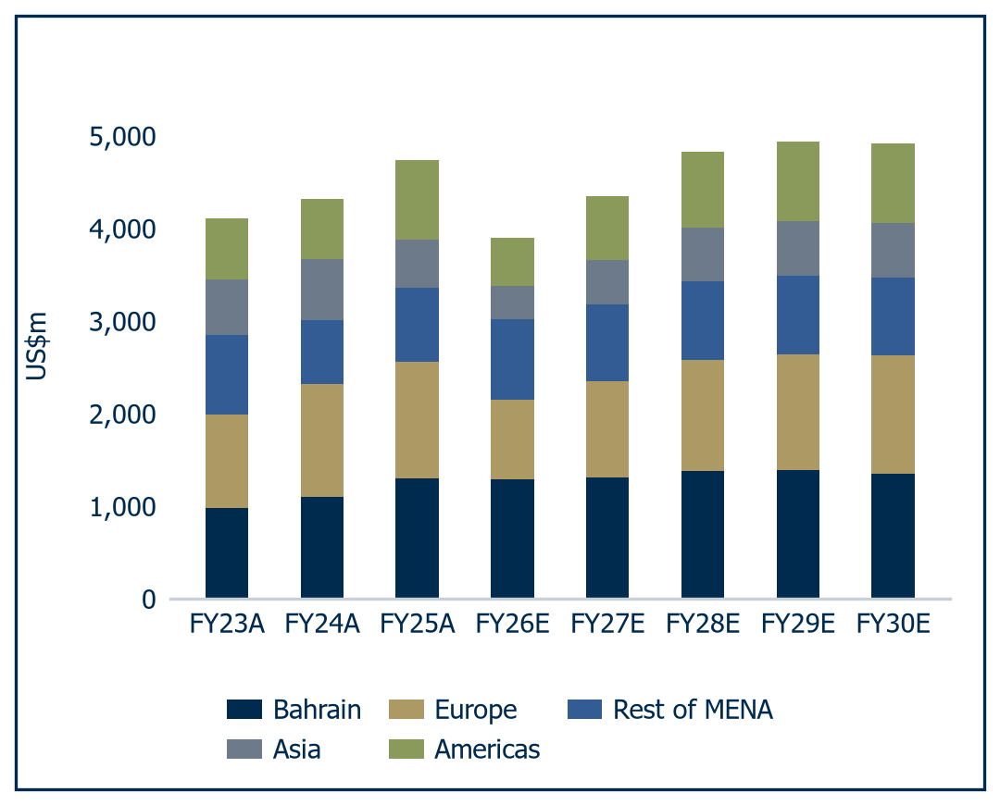 5,000
4,000
3,000
2,000
1,000
0
US$m
FY23A FY24A FY25A FY26E FY27E FY28E FY29E FY30E
Bahrain Europe Rest of MENA
Asia Americas